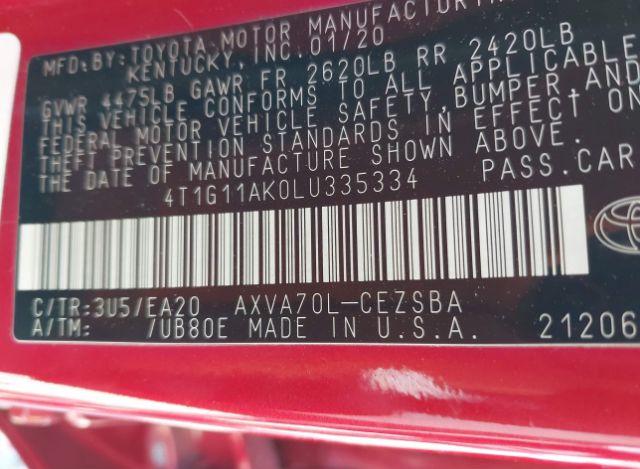 MFD.BY:TOYOTA MOTOR MANUFACTURIN
KENTUCKY, INC.01/20
GVWR 4475LB GAWR FR 2620LB RR 2420LB
THIS VEHICLE CONFORMS TO ALL APPLICABLE
FEDERAL MOTOR VEHICLE SAFETY,BUMPER,AND
THEFT PREVENTION STANDARDS IN EFFECT ON
THE DATE OF MANUFACTURE SHOWN ABOVE.
4T1G11AK0LU335334 PASS.CAR
C/TR:3U5/EA20 AXVA70L-CEZSBA
A/TM: /UB80E MADE IN U.S.A. 21206